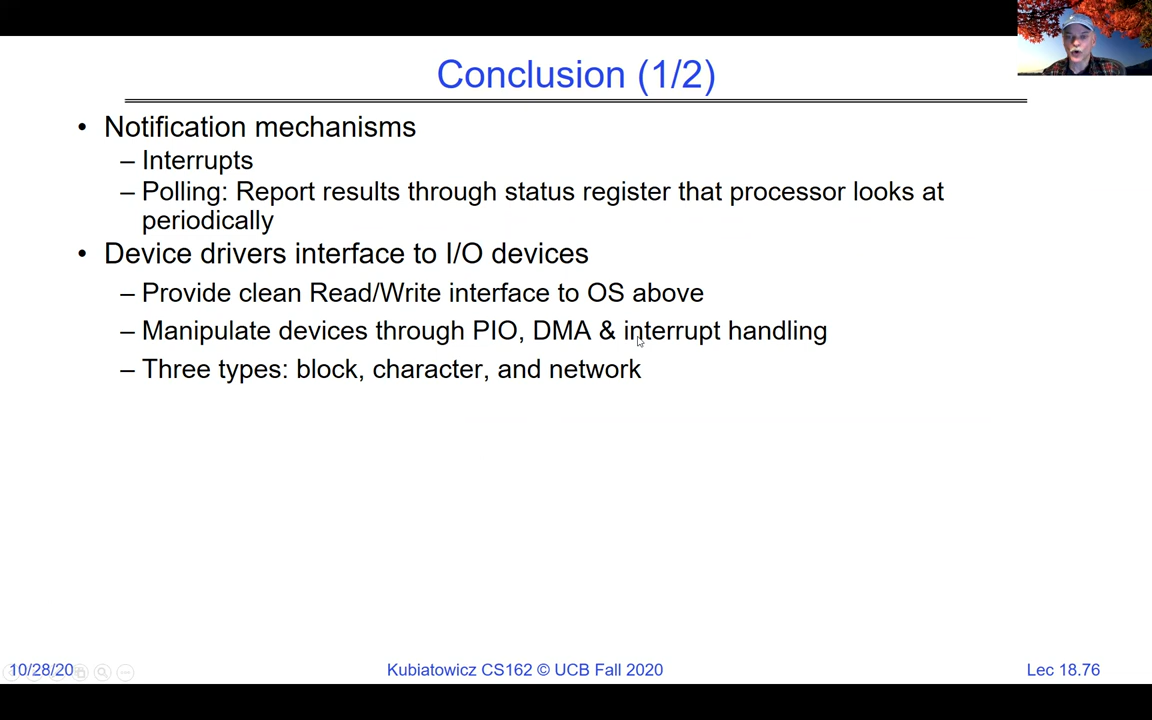 Conclusion (1/2)
• Notification mechanisms
– Interrupts
– Polling: Report results through status register that processor looks at
periodically
• Device drivers interface to I/O devices
– Provide clean Read/Write interface to OS above
– Manipulate devices through PIO, DMA & interrupt handling
– Three types: block, character, and network
10/28/20
Kubiatowicz CS162 © UCB Fall 2020
Lec 18.76